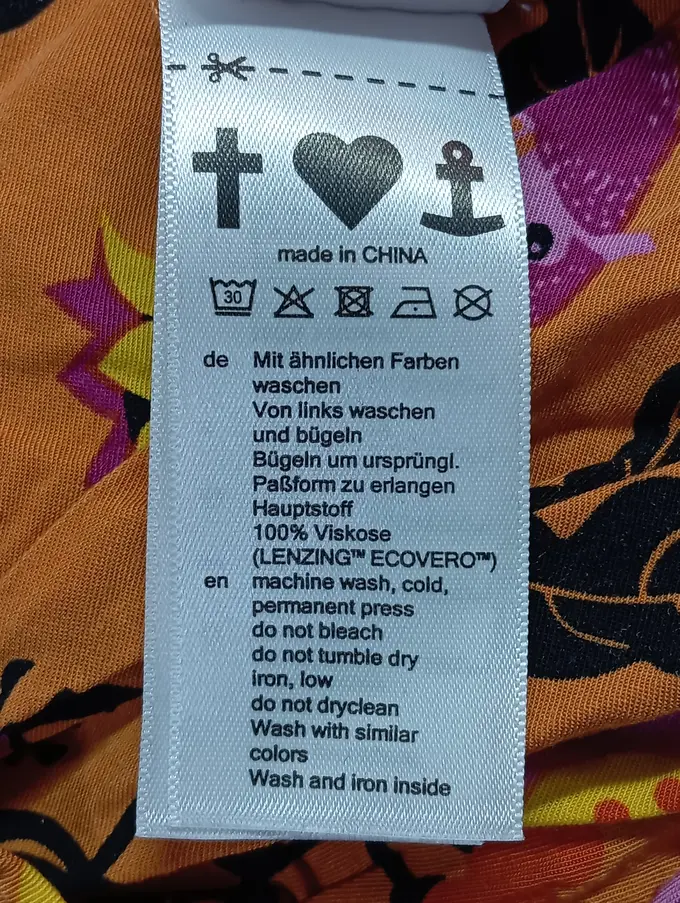 made in CHINA
30
de Mit ähnlichen Farben
waschen
Von links waschen
und bügeln
Bügeln um ursprüngl.
Paßform zu erlangen
Hauptstoff
100% Viskose
(LENZING™ ECOVERO™)
en machine wash, cold,
permanent press
do not bleach
do not tumble dry
iron, low
do not dryclean
Wash with similar
colors
Wash and iron inside